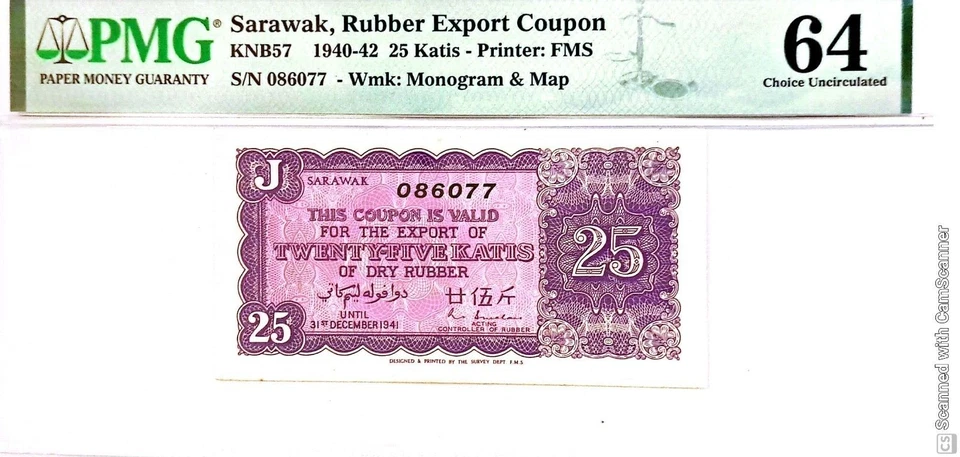 PMG®
PAPER MONEY GUARANTY
Sarawak, Rubber Export Coupon
KNB57 1940-42 25 Katis - Printer: FMS
S/N 086077 - Wmk: Monogram & Map
64
Choice Uncirculated
J
SARAWAK
086077
THIS COUPON IS VALID
FOR THE EXPORT OF
TWENTY-FIVE KATIS
OF DRY RUBBER
دوا فوله ليم كاتي
廿伍斤
UNTIL
31ST DECEMBER 1941
ACTING
CONTROLLER OF RUBBER
25
25
DESIGNED & PRINTED BY THE SURVEY DEPT F.M.S
CS Scanned with CamScanner